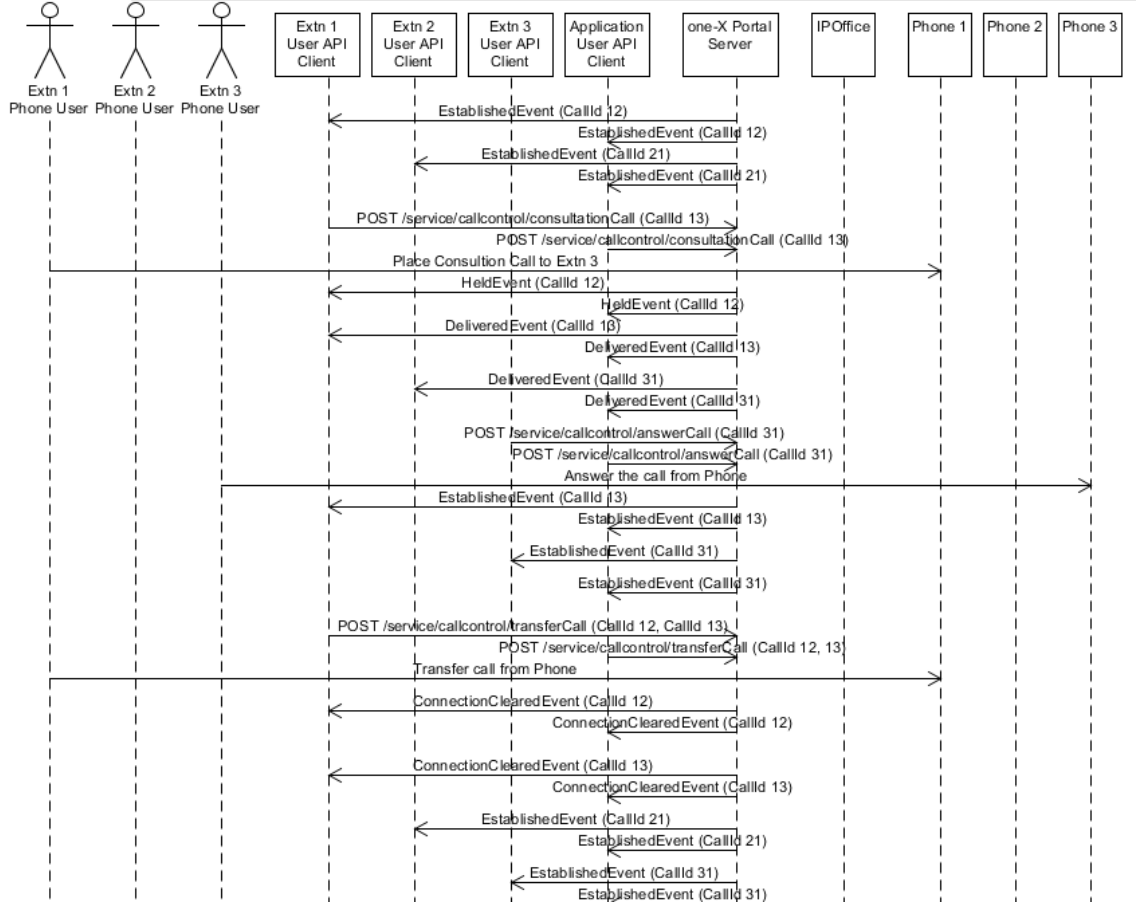 Extn 1
User API
Client
Extn 2
User API
Client
Extn 3
User API
Client
Application
User API
Client
one-X Portal
Server
IPOffice
Phone 1
Phone 2
Phone 3
Extn 1
Phone User
Extn 2
Phone User
Extn 3
Phone User
EstablishedEvent (CallId 12)
EstablishedEvent (CallId 12)
EstablishedEvent (CallId 21)
EstablishedEvent (CallId 21)
POST /service/callcontrol/consultationCall (CallId 13)
POST /service/callcontrol/consultationCall (CallId 13)
Place Consultion Call to Extn 3
HeldEvent (CallId 12)
HeldEvent (CallId 12)
DeliveredEvent (CallId 13)
DeliveredEvent (CallId 13)
DeliveredEvent (CallId 31)
DeliveredEvent (CallId 31)
POST /service/callcontrol/answerCall (CallId 31)
POST /service/callcontrol/answerCall (CallId 31)
Answer the call from Phone
EstablishedEvent (CallId 13)
EstablishedEvent (CallId 13)
EstablishedEvent (CallId 31)
EstablishedEvent (CallId 31)
POST /service/callcontrol/transferCall (CallId 12, CallId 13)
POST /service/callcontrol/transferCall (CallId 12, 13)
Transfer call from Phone
ConnectionClearedEvent (CallId 12)
ConnectionClearedEvent (CallId 12)
ConnectionClearedEvent (CallId 13)
ConnectionClearedEvent (CallId 13)
EstablishedEvent (CallId 21)
EstablishedEvent (CallId 21)
EstablishedEvent (CallId 31)
EstablishedEvent (CallId 31)